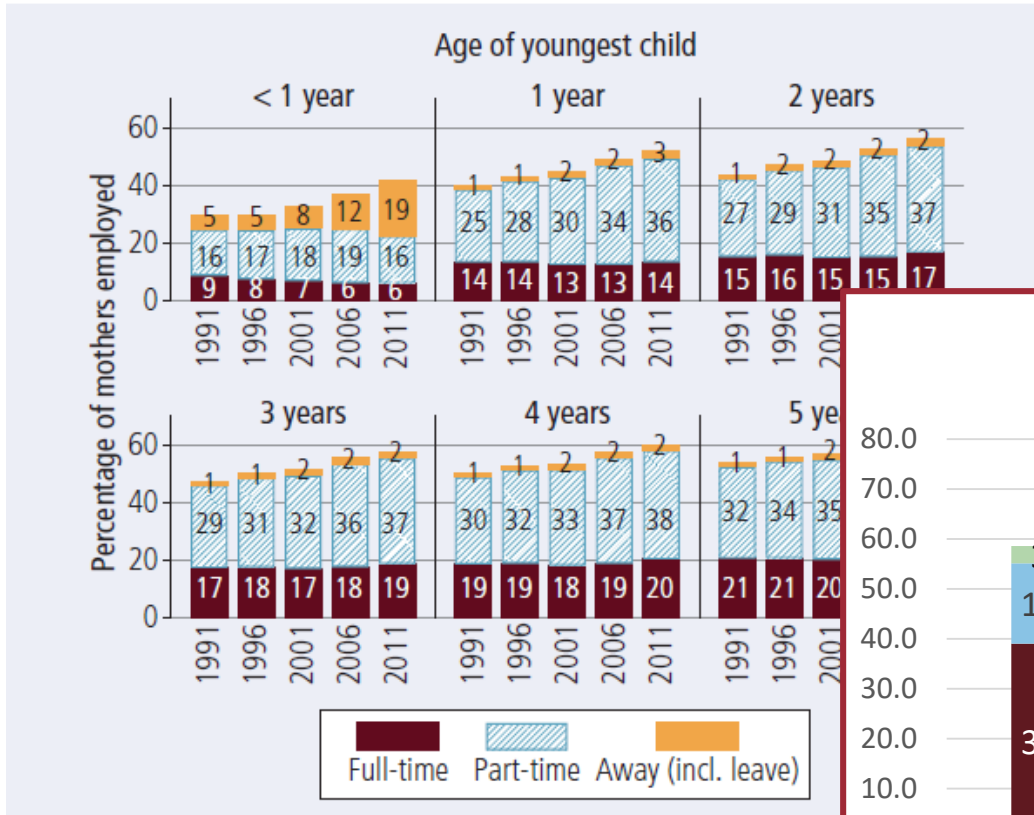 Age of youngest child
< 1 year 1 year 2 years
Percentage of mothers employed
60
40
20
0
5 5 8 12 19
16 17 18 19 16
9 8 7 6 6
1 1 2 2 3
25 28 30 34 36
14 14 13 13 14
1 2 2 2 2
27 29 31 35 37
15 16 15 15 17
1991 1996 2001 2006 2011
1991 1996 2001 2006 2011
1991 1996
3 years 4 years
60
40
20
0
1 1 2 2 2
29 31 32 36 37
17 18 17 18 19
1 1 2 2 2
30 32 33 37 38
19 19 18 19 20
1 1 2
32 34 35
21 21 20
1991 1996 2001 2006 2011
1991 1996 2001 2006 2011
1991 1996
Full-time Part-time Away (incl. leave)
80.0
70.0
60.0
50.0
40.0
30.0
20.0
10.0